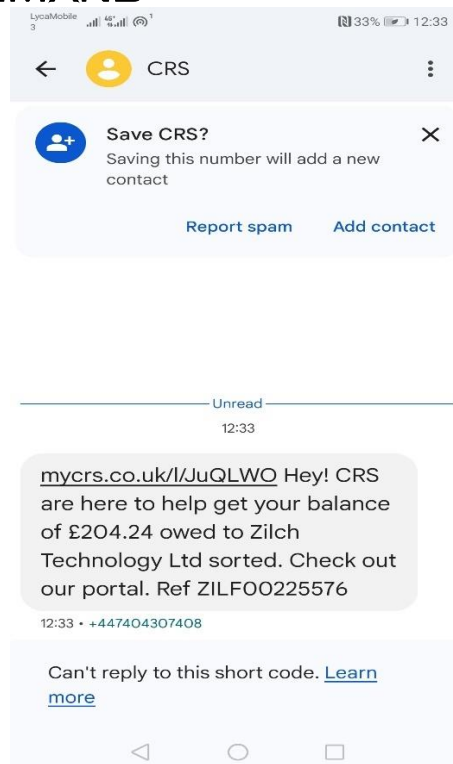 LycaMobile
3
33% 12:33
CRS
Save CRS?
Saving this number will add a new
contact
Report spam Add contact
Unread
12:33
mycrs.co.uk/l/JuQLWO Hey! CRS
are here to help get your balance
of £204.24 owed to Zilch
Technology Ltd sorted. Check out
our portal. Ref ZILF00225576
12:33 • +447404307408
Can't reply to this short code. Learn
more